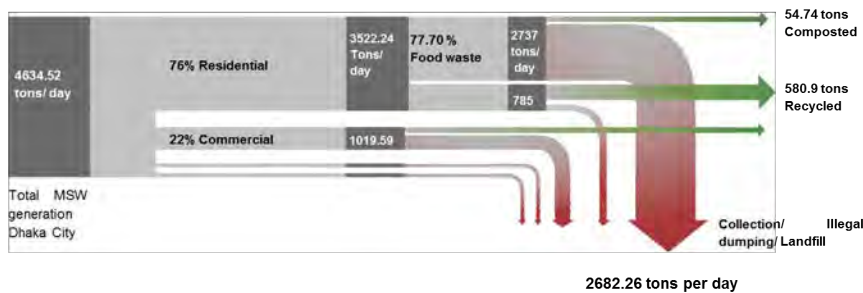 4634.52
tons/ day
76% Residential
3522.24
Tons/
day
77.70 %
Food waste
2737
tons/
day
785
54.74 tons
Composted
580.9 tons
Recycled
22% Commercial
1019.59
Total MSW
generation
Dhaka City
Collection/ Illegal
dumping/ Landfill
2682.26 tons per day